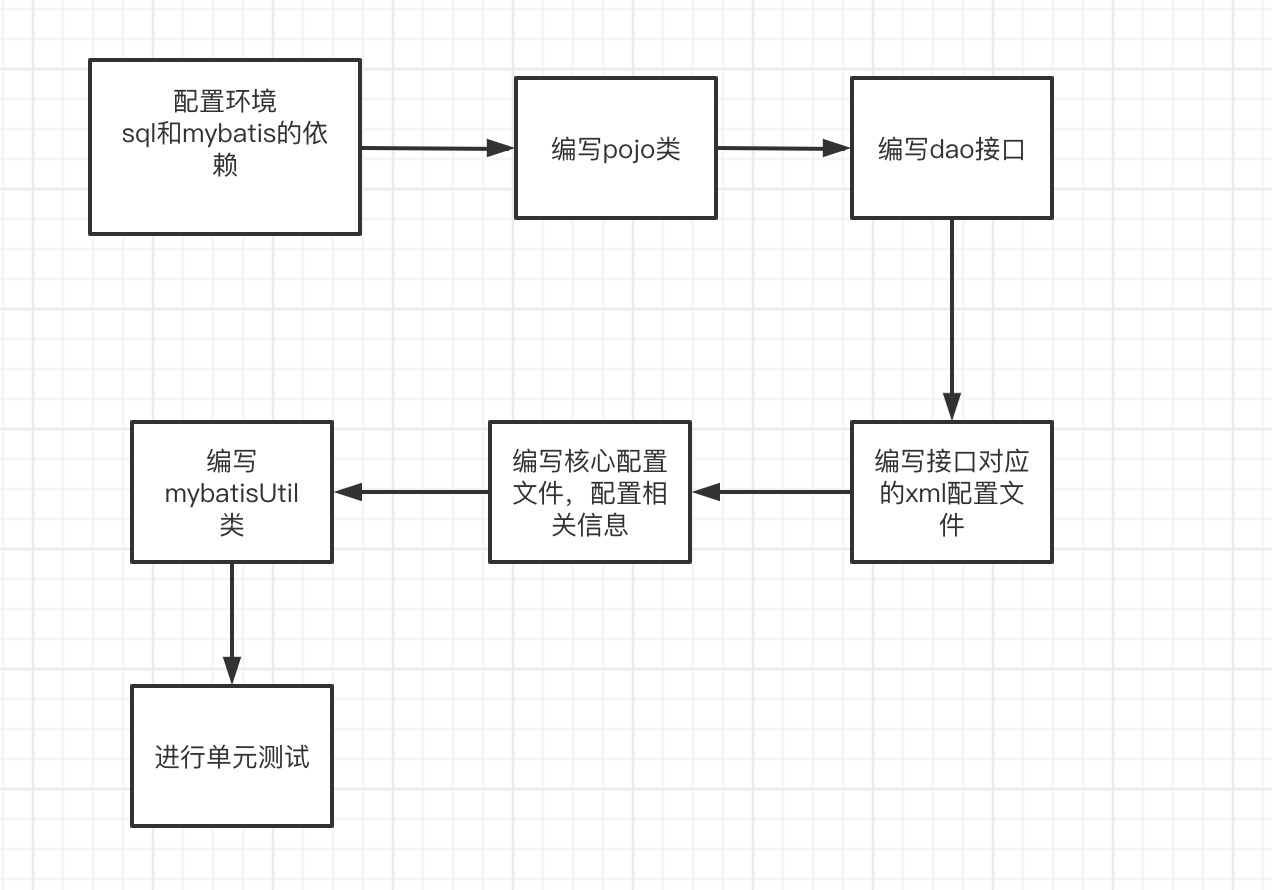 配置环境
sql和mybatis的依
赖
编写pojo类
编写dao接口
编写接口对应
的xml配置文
件
编写核心配置
文件，配置相
关信息
编写
mybatisUtil
类
进行单元测试